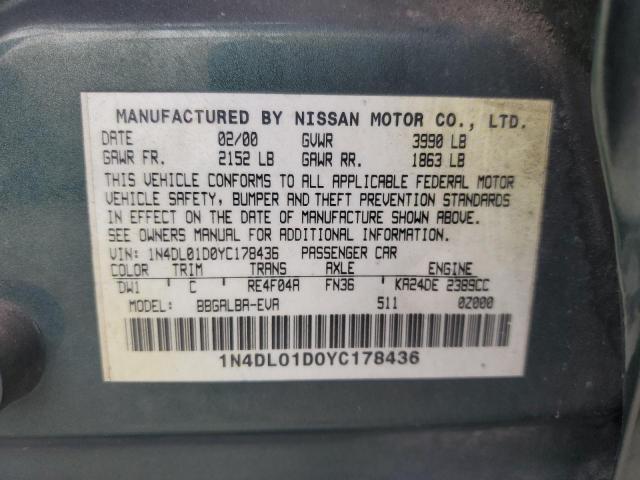 MANUFACTURED BY NISSAN MOTOR CO., LTD.
DATE 02/00 GVWR 3990 LB
GAWR FR. 2152 LB GAWR RR. 1863 LB
THIS VEHICLE CONFORMS TO ALL APPLICABLE FEDERAL MOTOR
VEHICLE SAFETY, BUMPER AND THEFT PREVENTION STANDARDS
IN EFFECT ON THE DATE OF MANUFACTURE SHOWN ABOVE.
SEE OWNERS MANUAL FOR ADDITIONAL INFORMATION.
VIN: 1N4DL01D0YC178436 PASSENGER CAR
COLOR TRIM TRANS AXLE ENGINE
DW1 C RE4F04A FN36 KA24DE 2389CC
MODEL: BBGALBA-EVA 511 0Z000
1N4DL01D0YC178436